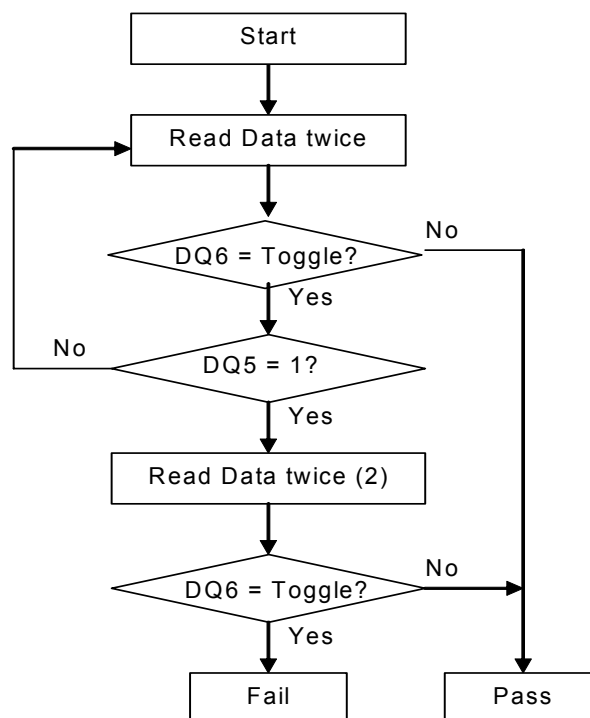 Start
Read Data twice
DQ6 = Toggle?
No
Yes
No
DQ5 = 1?
Yes
Read Data twice (2)
DQ6 = Toggle?
No
Yes
Fail
Pass